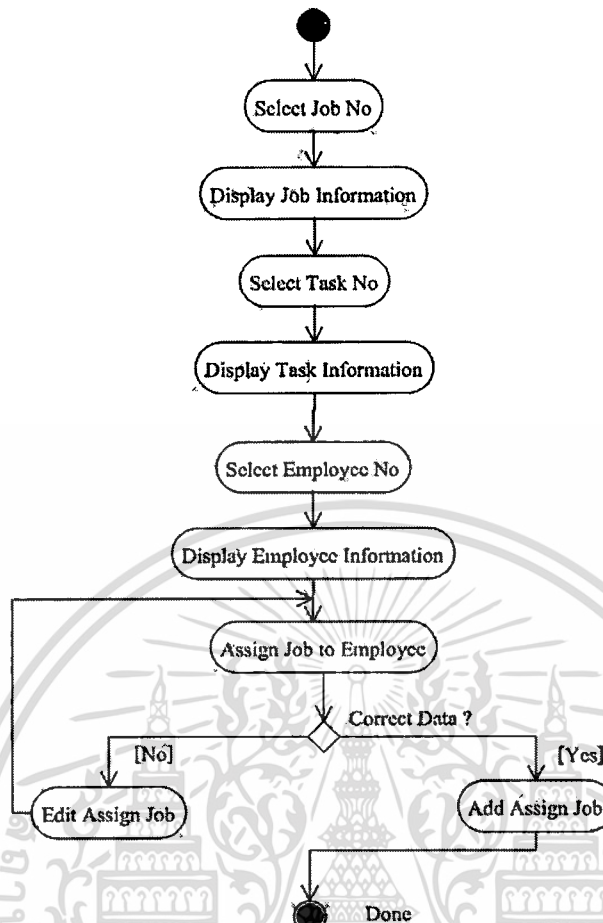 Select Job No
Display Job Information
Select Task No
Display Task Information
Select Employee No
Display Employee Information
Assign Job to Employee
Correct Data ?
[No]
[Yes]
Edit Assign Job
Add Assign Job
Done